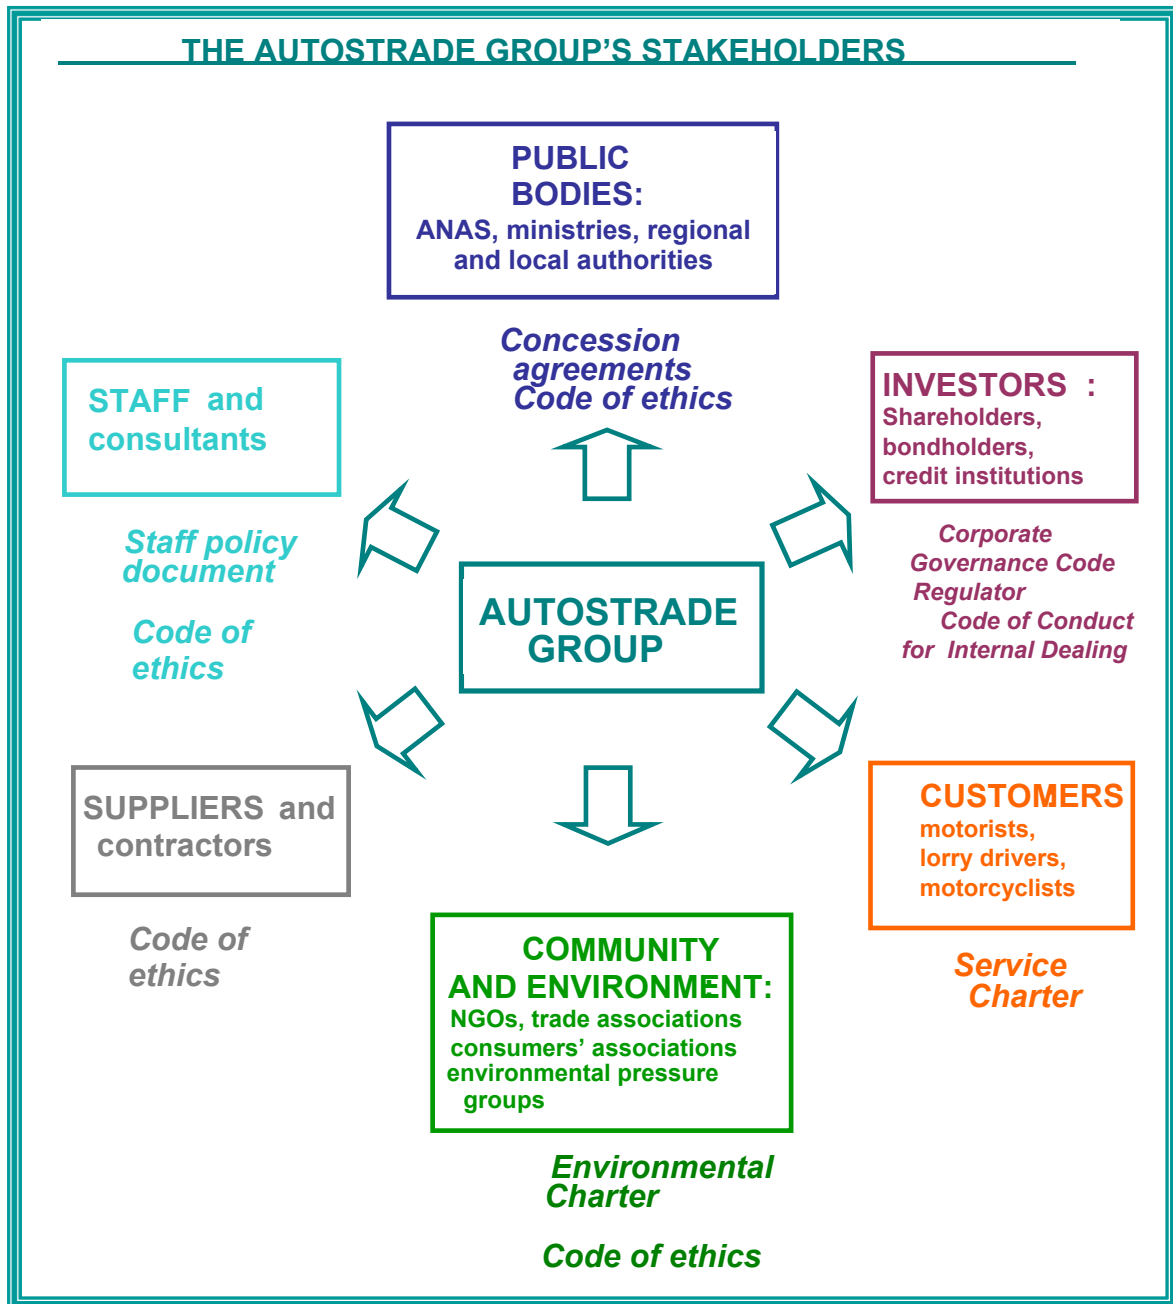 THE AUTOSTRADE GROUP’S STAKEHOLDERS
PUBLIC
BODIES:
ANAS, ministries, regional
and local authorities
Concession
agreements
Code of ethics
STAFF and
consultants
Staff policy
document
Code of
ethics
INVESTORS :
Shareholders,
bondholders,
credit institutions
Corporate
Governance Code
Regulator
Code of Conduct
for Internal Dealing
AUTOSTRADE
GROUP
SUPPLIERS and
contractors
Code of
ethics
CUSTOMERS:
motorists,
lorry drivers,
motorcyclists
Service
Charter
COMMUNITY
AND ENVIRONMENT:
NGOs, trade associations
consumers’ associations
environmental pressure
groups
Environmental
Charter
Code of ethics